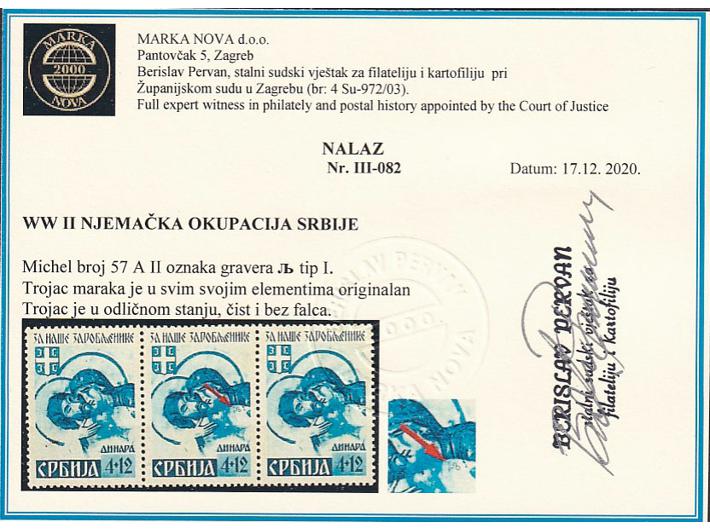 MARKA
2000
NOVA
MARKA NOVA d.o.o.
Pantovčak 5, Zagreb
Berislav Pervan, stalni sudski vještak za filateliju i kartofiliju pri
Županijskom sudu u Zagrebu (br: 4 Su-972/03).
Full expert witness in philately and postal history appointed by the Court of Justice
NALAZ
Nr. III-082
Datum: 17.12. 2020.
WW II NJEMAČKA OKUPACIJA SRBIJE
Michel broj 57 A II oznaka gravera љ tip I.
Trojac maraka je u svim svojim elementima originalan
Trojac je u odličnom stanju, čist i bez falca.
BERISLAV PERVAN
stalni sudski vještak za
filateliju i kartofiliju
BERISLAV PERVAN
2000
MARKA NOVA
ЗА НАШЕ ЗАРОБЉЕНИКЕ
ДИНАРА
СРБИЈА 4+12
ЗА НАШЕ ЗАРОБЉЕНИКЕ
ДИНАРА
СРБИЈА 4+12
ЗА НАШЕ ЗАРОБЉЕНИКЕ
ДИНАРА
СРБИЈА 4+12